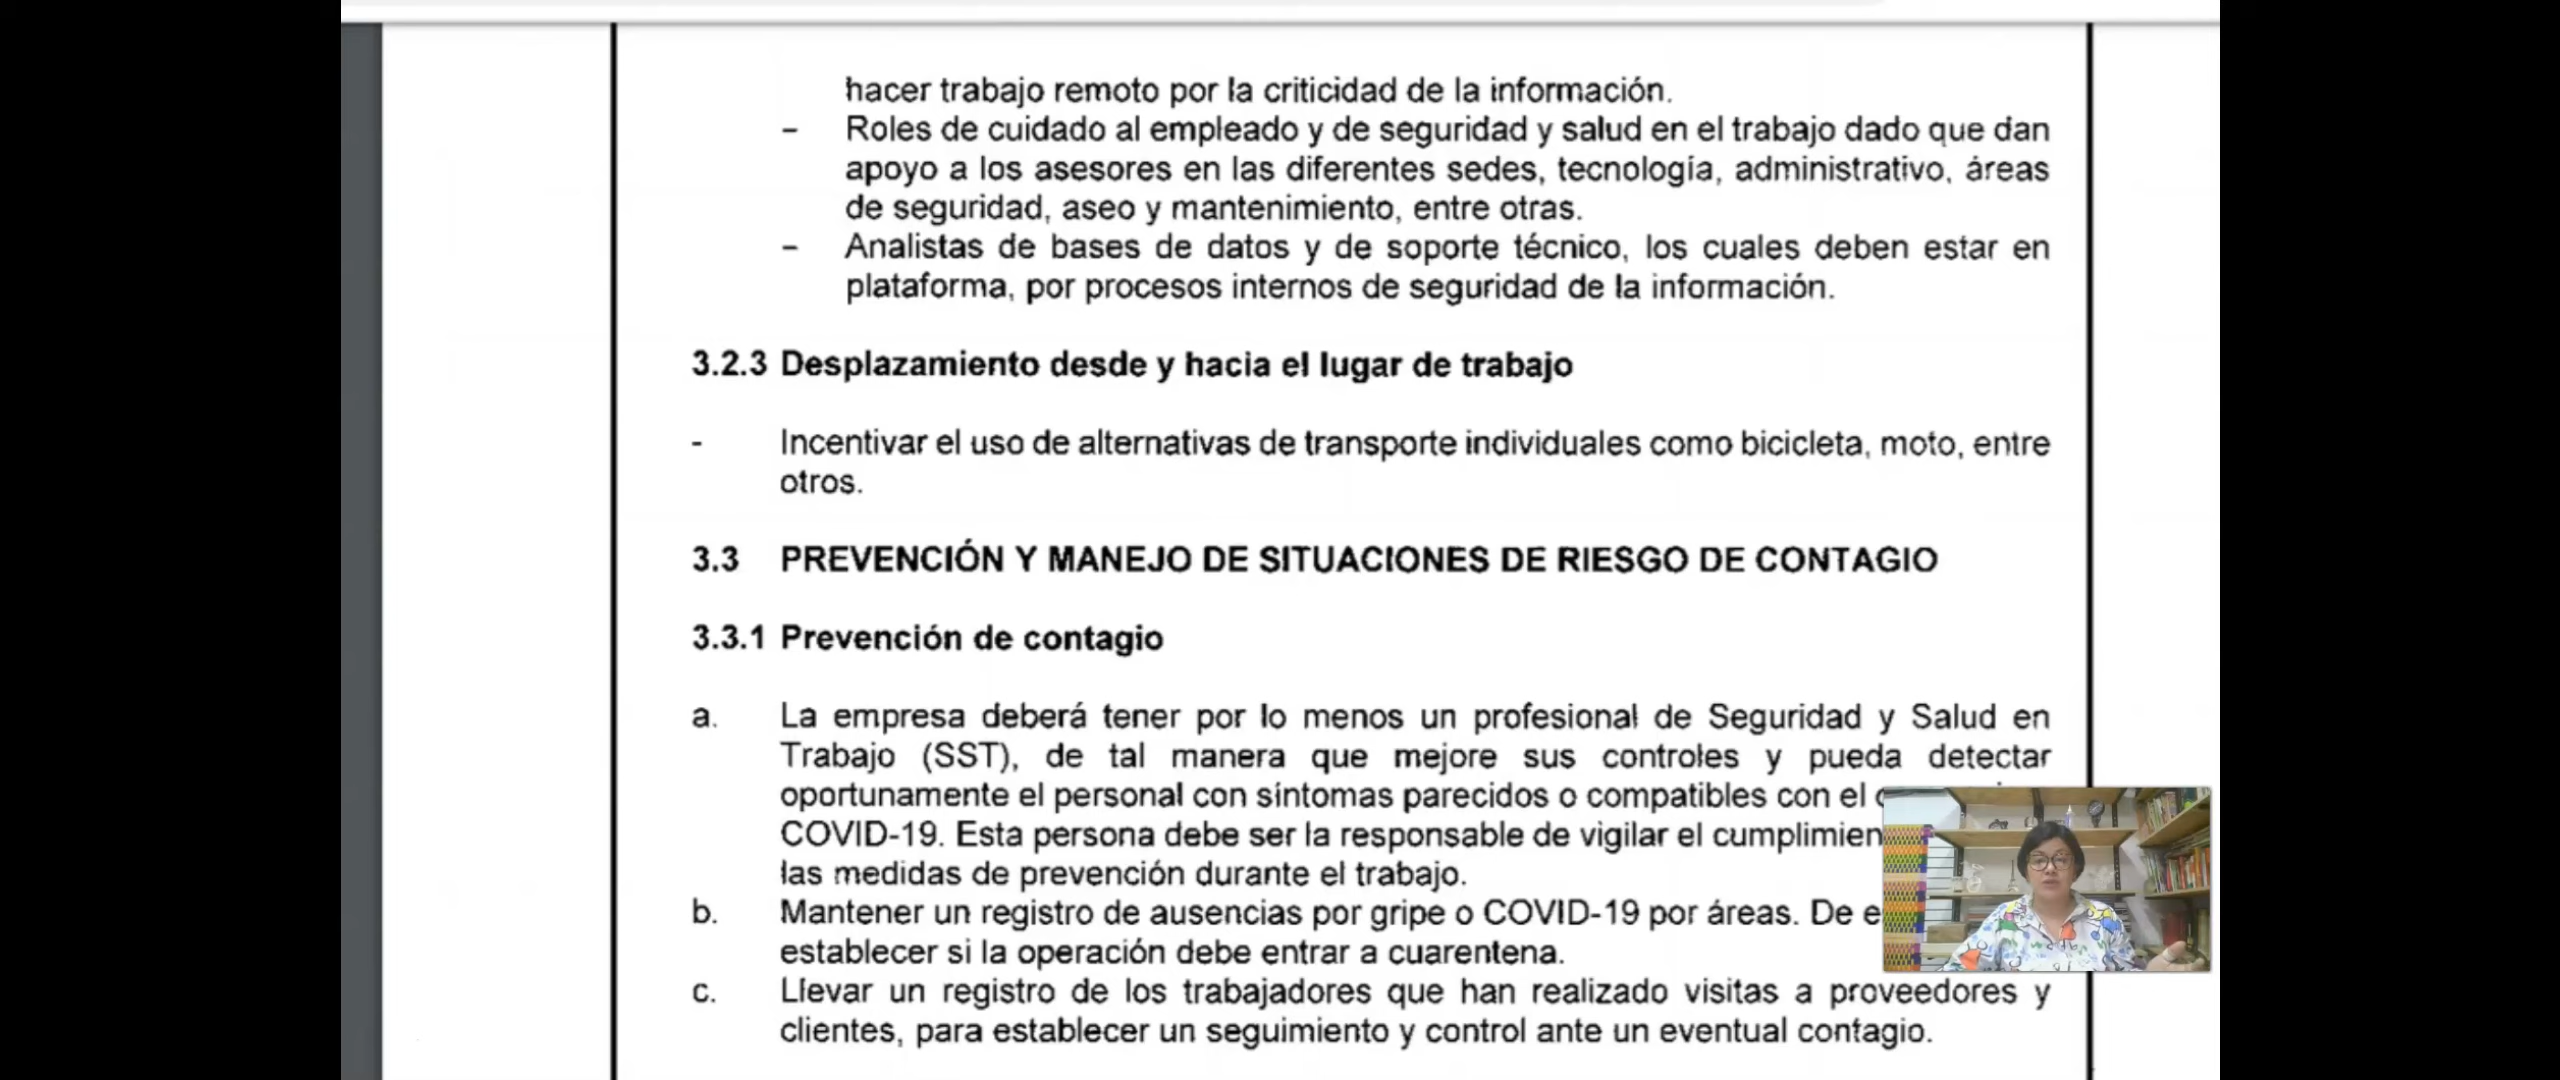 hacer trabajo remoto por la criticidad de la información.
- Roles de cuidado al empleado y de seguridad y salud en el trabajo dado que dan
apoyo a los asesores en las diferentes sedes, tecnología, administrativo, áreas
de seguridad, aseo y mantenimiento, entre otras.
- Analistas de bases de datos y de soporte técnico, los cuales deben estar en
plataforma, por procesos internos de seguridad de la información.
3.2.3 Desplazamiento desde y hacia el lugar de trabajo
- Incentivar el uso de alternativas de transporte individuales como bicicleta, moto, entre
otros.
3.3 PREVENCIÓN Y MANEJO DE SITUACIONES DE RIESGO DE CONTAGIO
3.3.1 Prevención de contagio
a. La empresa deberá tener por lo menos un profesional de Seguridad y Salud en
Trabajo (SST), de tal manera que mejore sus controles y pueda detectar
oportunamente el personal con síntomas parecidos o compatibles con el
COVID-19. Esta persona debe ser la responsable de vigilar el
las medidas de prevención durante el trabajo.
b. Mantener un registro de ausencias por gripe o COVID-19 por áreas. De
establecer si la operación debe entrar a cuarentena.
c. Llevar un registro de los trabajadores que han realizado visitas a proveedores y
clientes, para establecer un seguimiento y control ante un eventual contagio.